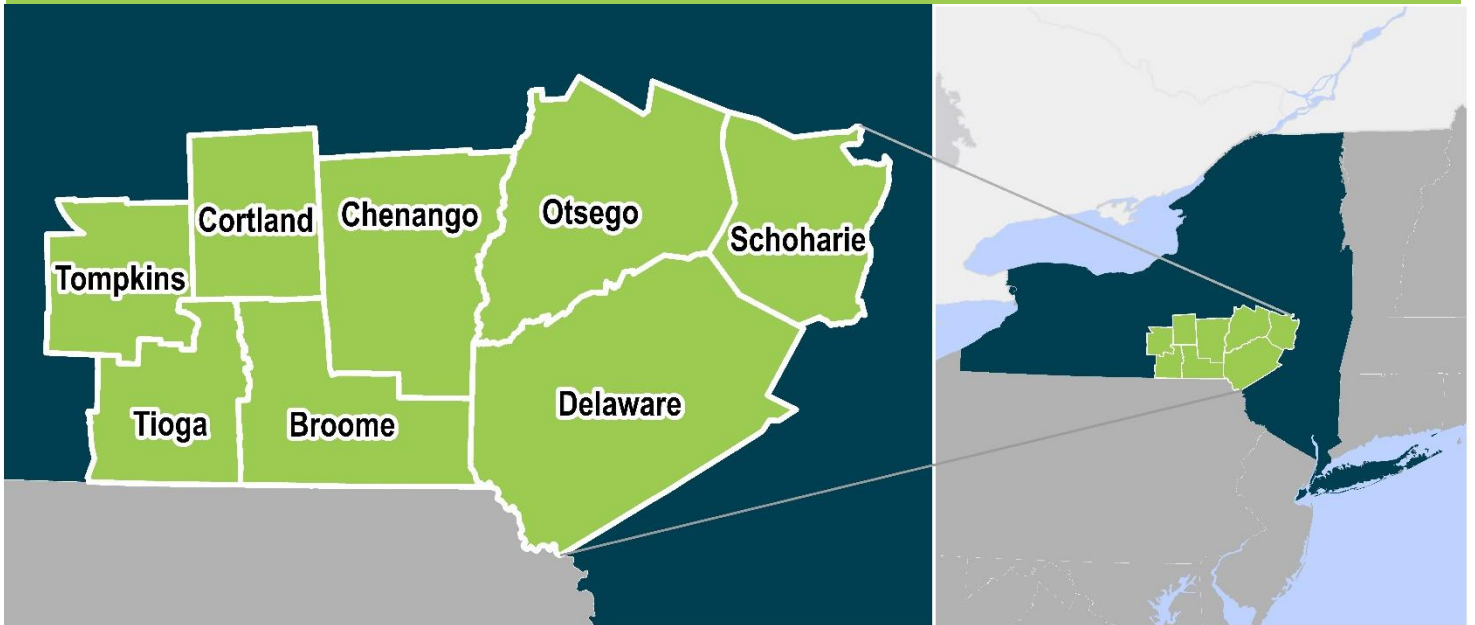 Cortland
Chenango
Otsego
Schoharie
Tompkins
Tioga
Broome
Delaware